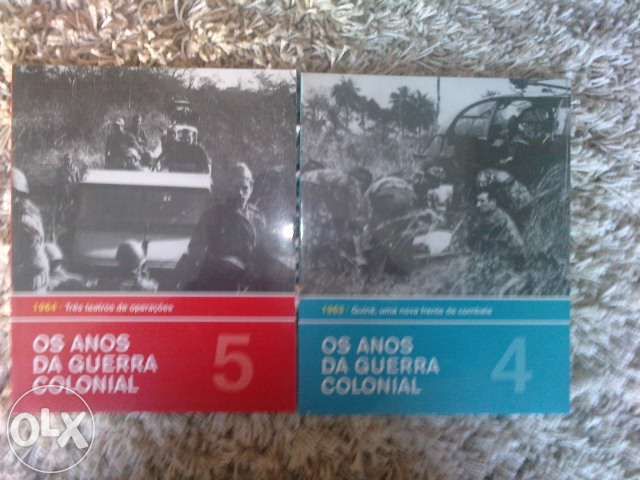 1964 - Três teatros de operações
OS ANOS
DA GUERRA
COLONIAL
5
1963 - Guiné, uma nova frente de combate
OS ANOS
DA GUERRA
COLONIAL
4
OLX